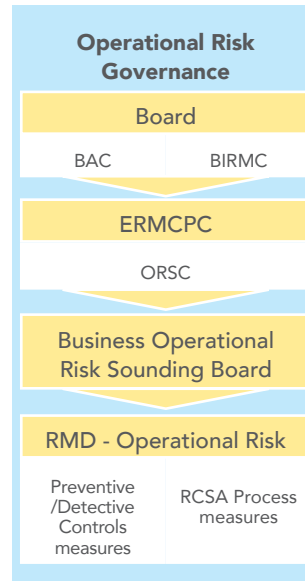 Operational Risk
Governance
Board
BAC
BIRMC
ERMCPC
ORSC
Business Operational
Risk Sounding Board
RMD - Operational Risk
Preventive
/Detective
Controls
measures
RCSA Process
measures